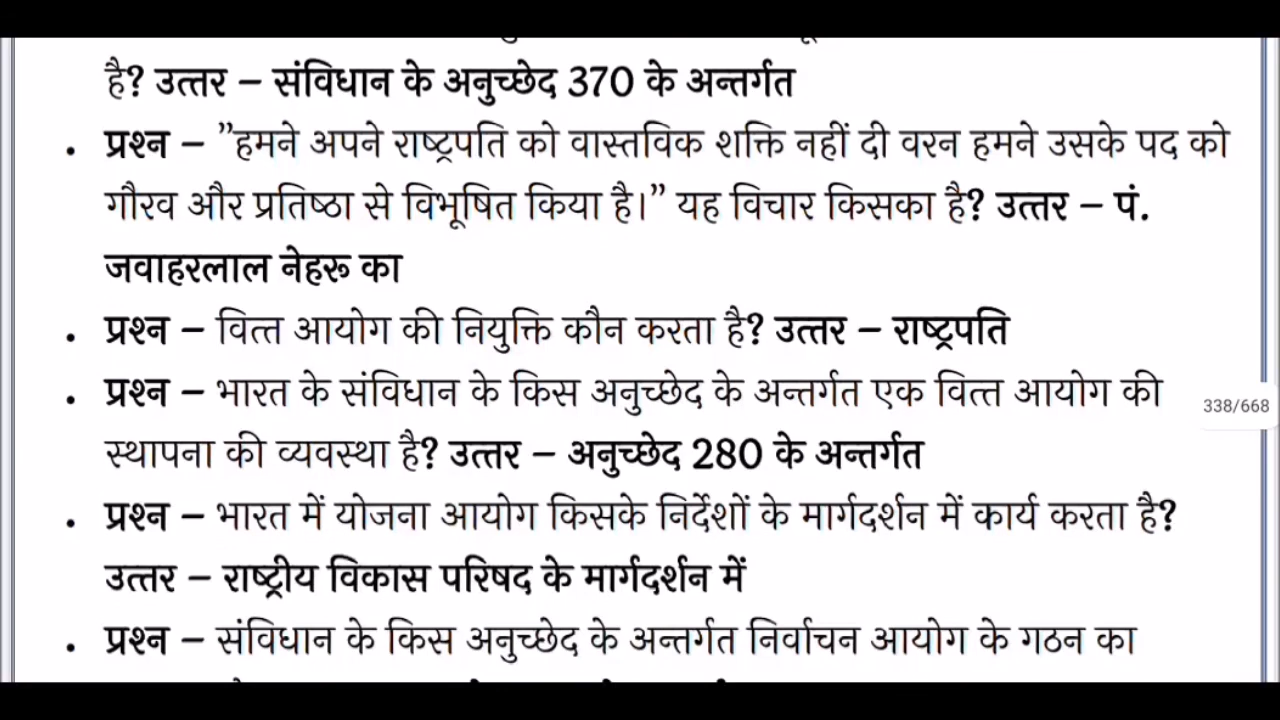 है? उत्तर – संविधान के अनुच्छेद 370 के अन्तर्गत
• प्रश्न – ”हमने अपने राष्ट्रपति को वास्तविक शक्ति नहीं दी वरन हमने उसके पद को
गौरव और प्रतिष्ठा से विभूषित किया है।” यह विचार किसका है? उत्तर – पं.
जवाहरलाल नेहरू का
• प्रश्न – वित्त आयोग की नियुक्ति कौन करता है? उत्तर – राष्ट्रपति
• प्रश्न – भारत के संविधान के किस अनुच्छेद के अन्तर्गत एक वित्त आयोग की
338/668
स्थापना की व्यवस्था है? उत्तर – अनुच्छेद 280 के अन्तर्गत
• प्रश्न – भारत में योजना आयोग किसके निर्देशों के मार्गदर्शन में कार्य करता है?
उत्तर – राष्ट्रीय विकास परिषद के मार्गदर्शन में
• प्रश्न – संविधान के किस अनुच्छेद के अन्तर्गत निर्वाचन आयोग के गठन का